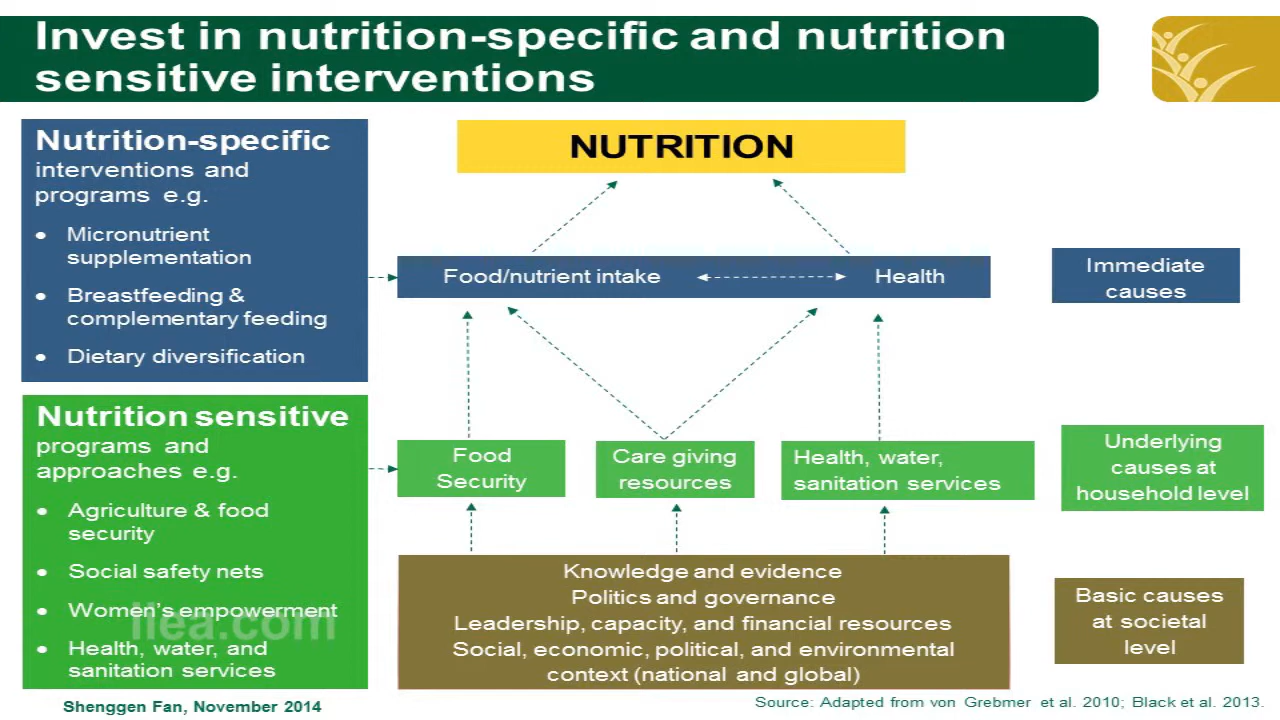 Invest in nutrition-specific and nutrition
sensitive interventions
Nutrition-specific
interventions and
programs e.g.
• Micronutrient
supplementation
• Breastfeeding &
complementary feeding
• Dietary diversification
NUTRITION
Food/nutrient intake
Health
Immediate
causes
Nutrition sensitive
programs and
approaches e.g.
• Agriculture & food
security
• Social safety nets
• Women's empowerment
• Health, water, and
sanitation services
Food
Security
Care giving
resources
Health, water,
sanitation services
Underlying
causes at
household level
Knowledge and evidence
Politics and governance
Leadership, capacity, and financial resources
Social, economic, political, and environmental
context (national and global)
Basic causes
at societal
level
Shenggen Fan, November 2014
Source: Adapted from von Grebmer et al. 2010; Black et al. 2013.